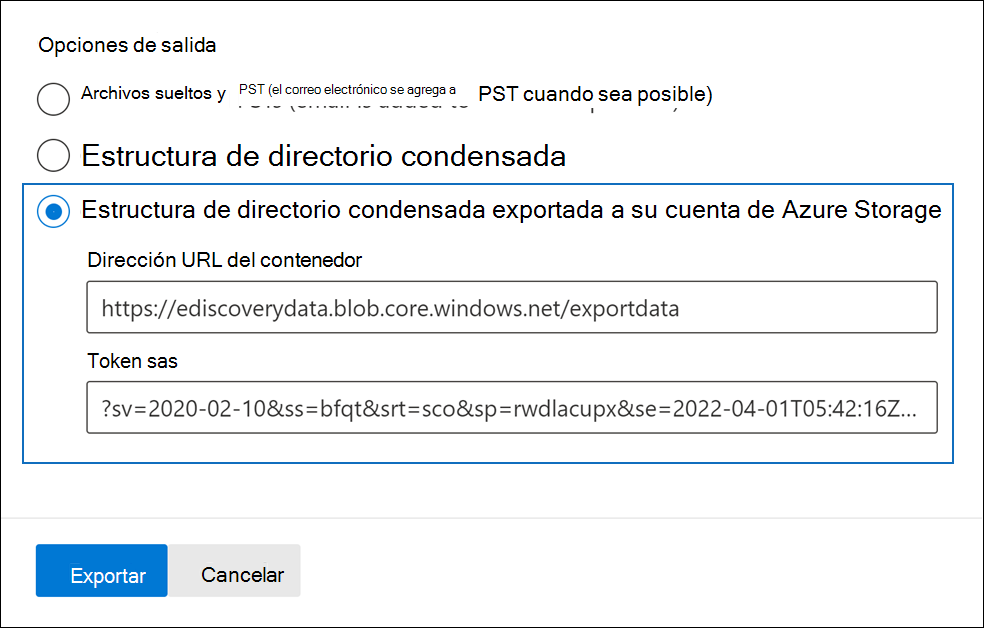 Opciones de salida
Archivos sueltos y PST (el correo electrónico se agrega a PST cuando sea posible)
Estructura de directorio condensada
Estructura de directorio condensada exportada a su cuenta de Azure Storage
Dirección URL del contenedor
https://ediscoverydata.blob.core.windows.net/exportdata
Token sas
?sv=2020-02-10&ss=bfqt&srt=sco&sp=rwdlacupx&se=2022-04-01T05:42:16Z...
Exportar Cancelar